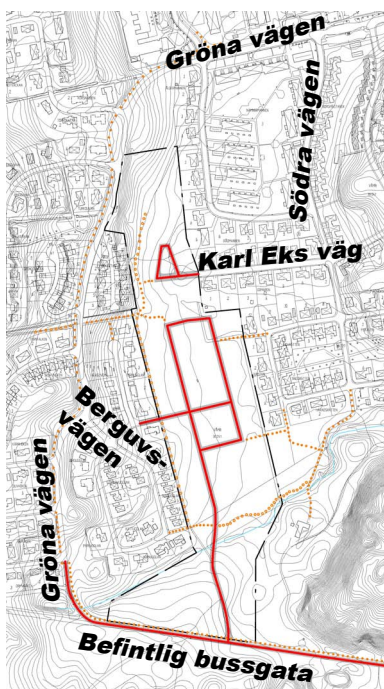 Gröna vägen
Södra vägen
Karl Eks väg
Berguvs-
vägen
Gröna vägen
Befintlig bussgata